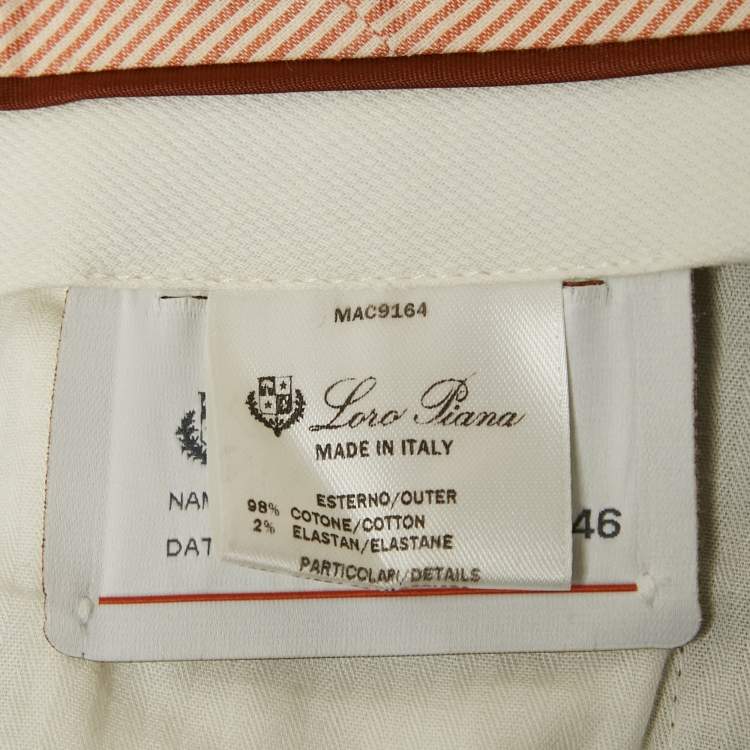 MAC9164
Loro Piana
MADE IN ITALY
ESTERNO/OUTER
98% COTONE/COTTON
2% ELASTAN/ELASTANE
PARTICOLARI/DETAILS
NAM
DAT
46